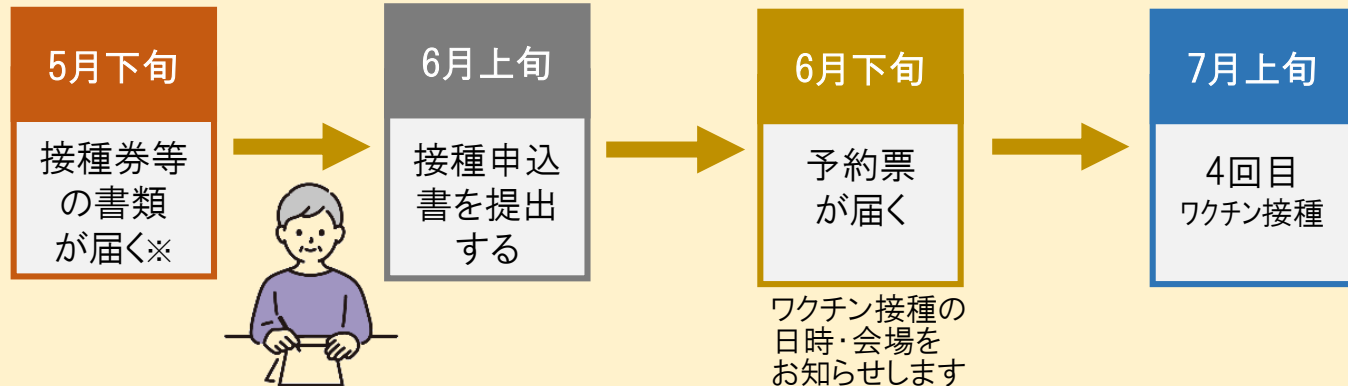 5月下旬
接種券等
の書類
が届く※
6月上旬
接種申込
書を提出
する
6月下旬
予約票
が届く
ワクチン接種の
日時・会場を
お知らせします
7月上旬
4回目
ワクチン接種